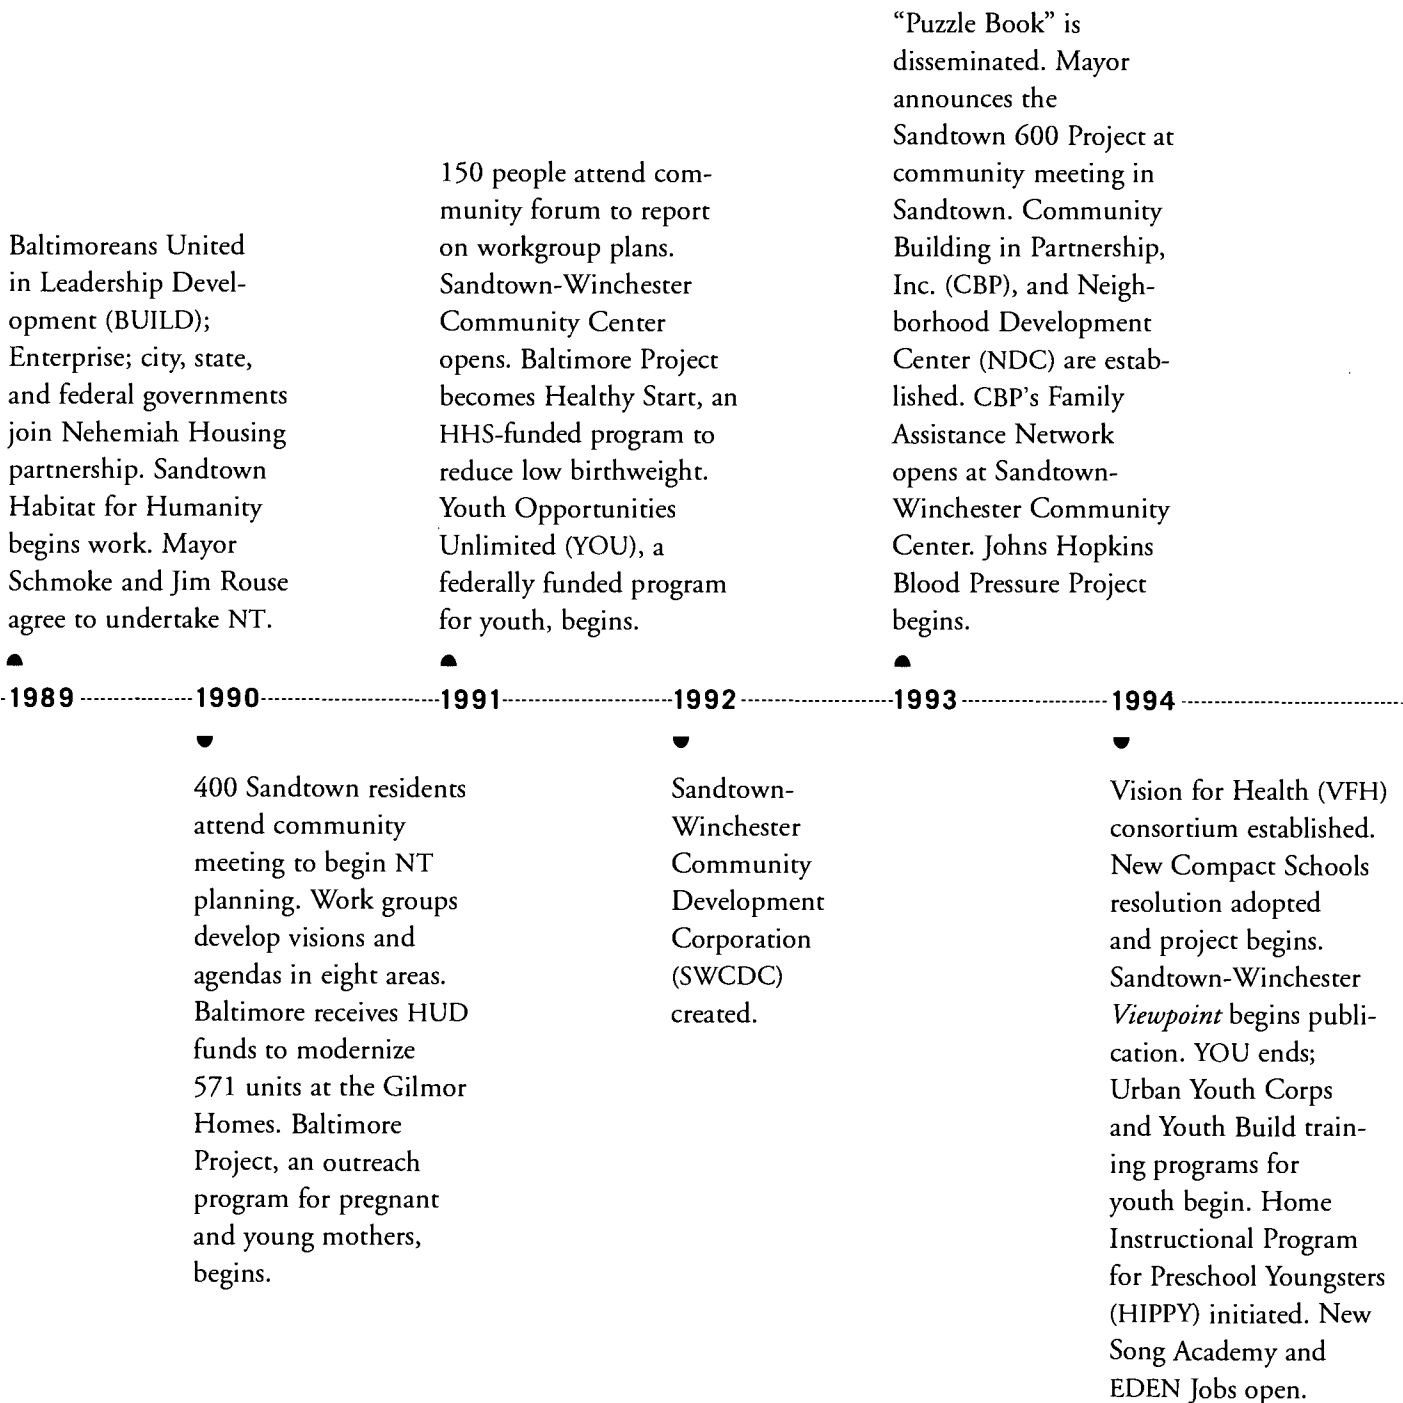 Baltimoreans United
in Leadership Devel-
opment (BUILD);
Enterprise; city, state,
and federal governments
join Nehemiah Housing
partnership. Sandtown
Habitat for Humanity
begins work. Mayor
Schmoke and Jim Rouse
agree to undertake NT.
150 people attend com-
munity forum to report
on workgroup plans.
Sandtown-Winchester
Community Center
opens. Baltimore Project
becomes Healthy Start, an
HHS-funded program to
reduce low birthweight.
Youth Opportunities
Unlimited (YOU), a
federally funded program
for youth, begins.
“Puzzle Book” is
disseminated. Mayor
announces the
Sandtown 600 Project at
community meeting in
Sandtown. Community
Building in Partnership,
Inc. (CBP), and Neigh-
borhood Development
Center (NDC) are estab-
lished. CBP’s Family
Assistance Network
opens at Sandtown-
Winchester Community
Center. Johns Hopkins
Blood Pressure Project
begins.
1989 1990 1991 1992 1993 1994
400 Sandtown residents
attend community
meeting to begin NT
planning. Work groups
develop visions and
agendas in eight areas.
Baltimore receives HUD
funds to modernize
571 units at the Gilmor
Homes. Baltimore
Project, an outreach
program for pregnant
and young mothers,
begins.
Sandtown-
Winchester
Community
Development
Corporation
(SWCDC)
created.
Vision for Health (VFH)
consortium established.
New Compact Schools
resolution adopted
and project begins.
Sandtown-Winchester
Viewpoint begins publi-
cation. YOU ends;
Urban Youth Corps
and Youth Build train-
ing programs for
youth begin. Home
Instructional Program
for Preschool Youngsters
(HIPPY) initiated. New
Song Academy and
EDEN Jobs open.